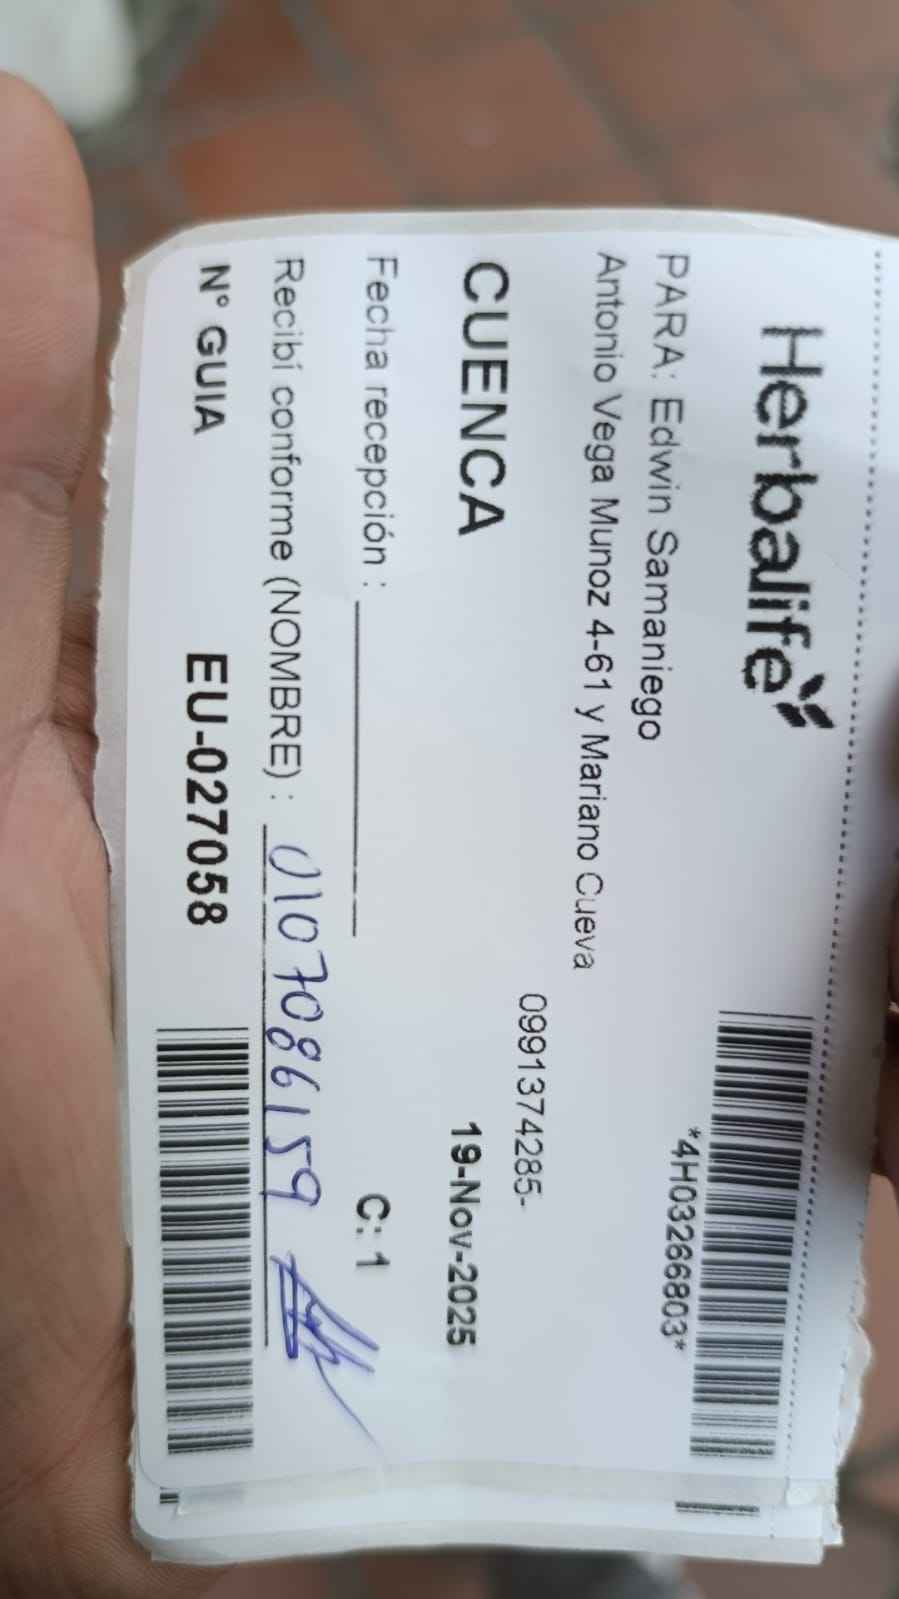 Herbalife
*4H03266803*
PARA: Edwin Samaniego
Antonio Vega Munoz 4-61 y Mariano Cueva
0991374285-
CUENCA
19-Nov-2025
Fecha recepción :
C: 1
Recibí conforme (NOMBRE) : 0107086159
N° GUIA EU-027058